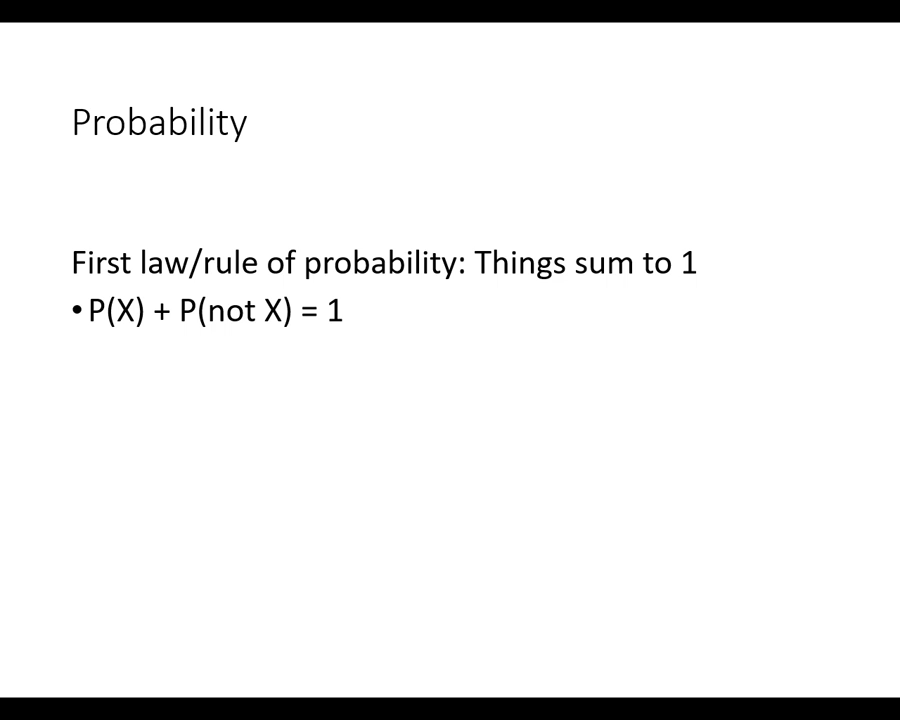 Probability
First law/rule of probability: Things sum to 1
•P(X) + P(not X) = 1